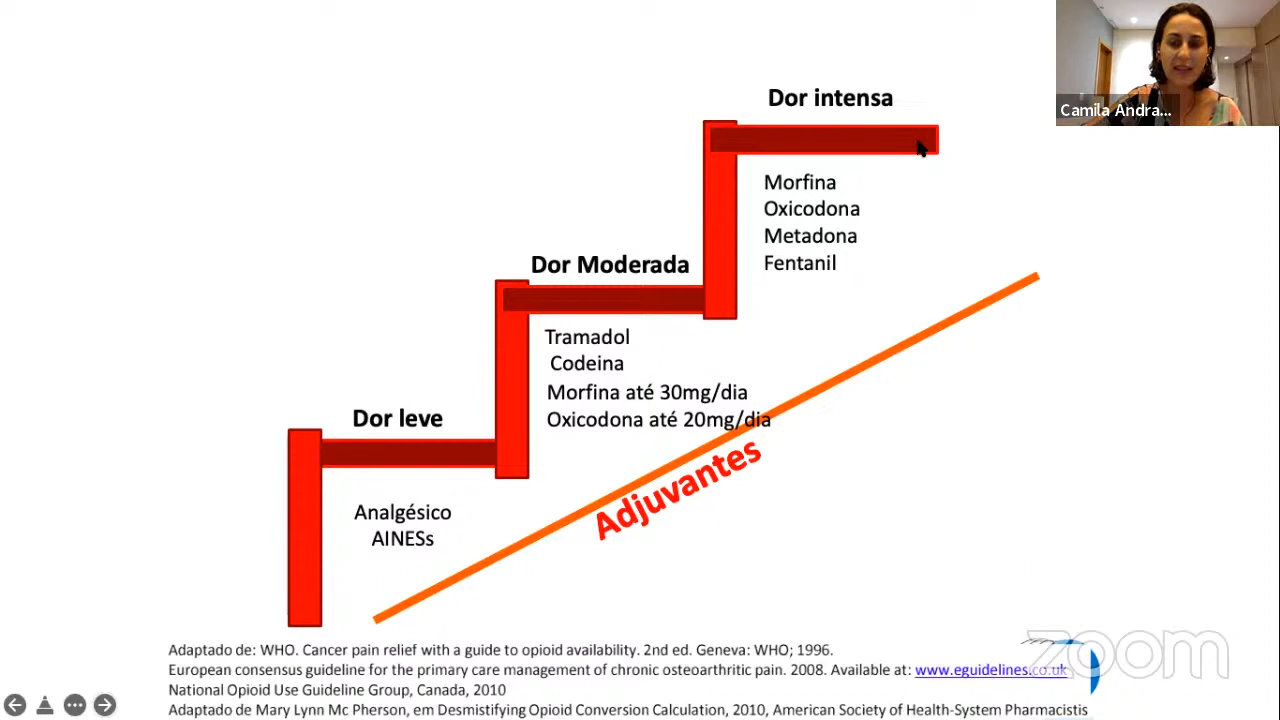 Camila Andra...
Dor intensa
Morfina
Oxicodona
Metadona
Fentanil
Dor Moderada
Tramadol
Codeina
Morfina até 30mg/dia
Oxicodona até 20mg/dia
Dor leve
Analgésico
AINESs
Adjuvantes
Adaptado de: WHO. Cancer pain relief with a guide to opioid availability. 2nd ed. Geneva: WHO; 1996.
European consensus guideline for the primary care management of chronic osteoarthritic pain. 2008. Available at: www.eguidelines.co.uk
National Opioid Use Guideline Group, Canada, 2010
Adaptado de Mary Lynn Mc Pherson, em Desmistifying Opioid Conversion Calculation, 2010, American Society of Health-System Pharmacistis
zoom